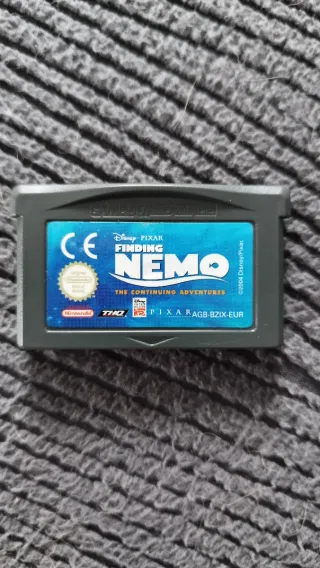 GAME BOY ADVANCE
CE
Disney · PIXAR
FINDING
NEMO
THE CONTINUING ADVENTURES
©2004 Disney/Pixar
Nintendo
THQ
PIXAR
AGB-BZIX-EUR